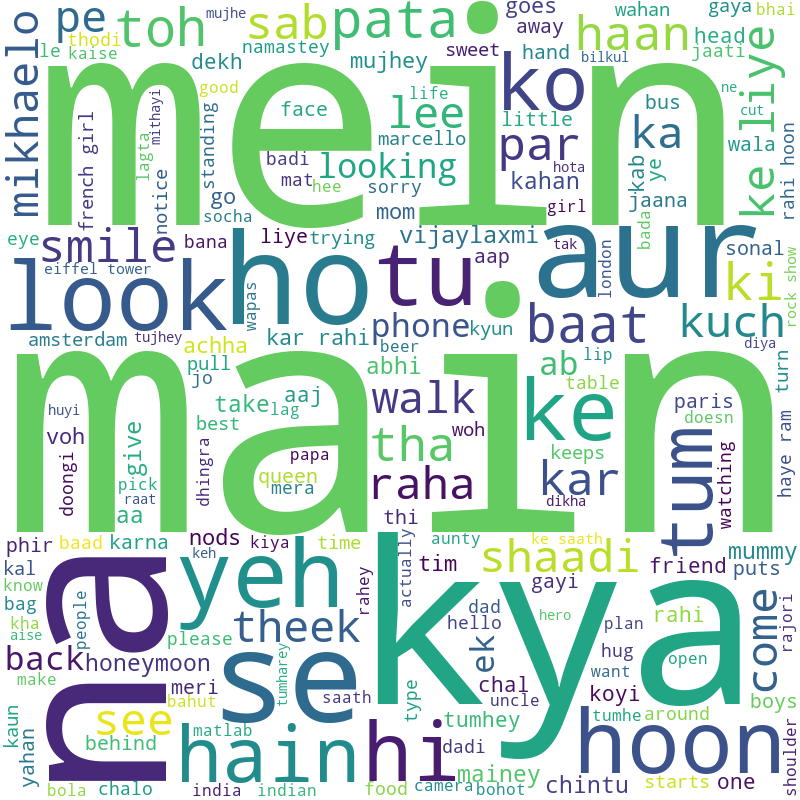 mein
main
kya
na
ho
tu
aur
look
se
hoon
hain
hi
yeh
ke
tum
ko
toh
pe
sab
pata
haan
ke liye
mikhaelo
par
ka
lee
looking
smile
baat
kuch
ki
walk
tha
raha
kar
shaadi
theek
come
back
see
phone
ab
ek
mujhe
thodi
le
kaise
namastey
dekh
mujhey
sweet
goes
away
hand
wahan
gaya
bhai
head
jaati
bilkul
ne
cut
bus
wala
little
marcello
life
face
good
mithayi
lagta
standing
french girl
notice
badi
mat
hee
sorry
kahan
kab
ye
hota
girl
jaana
rahi hoon
go
socha
mom
eye
bana
liye
trying
vijaylaxmi
aap
tak
london
bada
sonal
rock show
eiffel tower
wapas
amsterdam
tujhey
kar rahi
kyun
beer
achha
pull
jo
abhi
lip
diya
turn
table
paris
doesn
huyi
best
take
lag
aaj
voh
give
woh
queen
papa
mera
keeps
dikha
watching
haye ram
doongi
pick
raat
dhingra
aa
thi
phir
baad
karna
nods
keh
kiya
time
aunty
ke saath
tim
friend
mummy
puts
kal
know
bag
kha
aise
people
please
rahey
actually
dad
hello
gayi
hero
plan
rahi
rajori
make
honeymoon
meri
bahut
tumharey
saath
type
chal
uncle
koyi
hug
want
open
boys
kaun
yahan
behind
matlab
tumhey
tumhe
around
shoulder
dadi
mainey
bola
chalo
india
indian
food
camera
bohot
chintu
starts
one